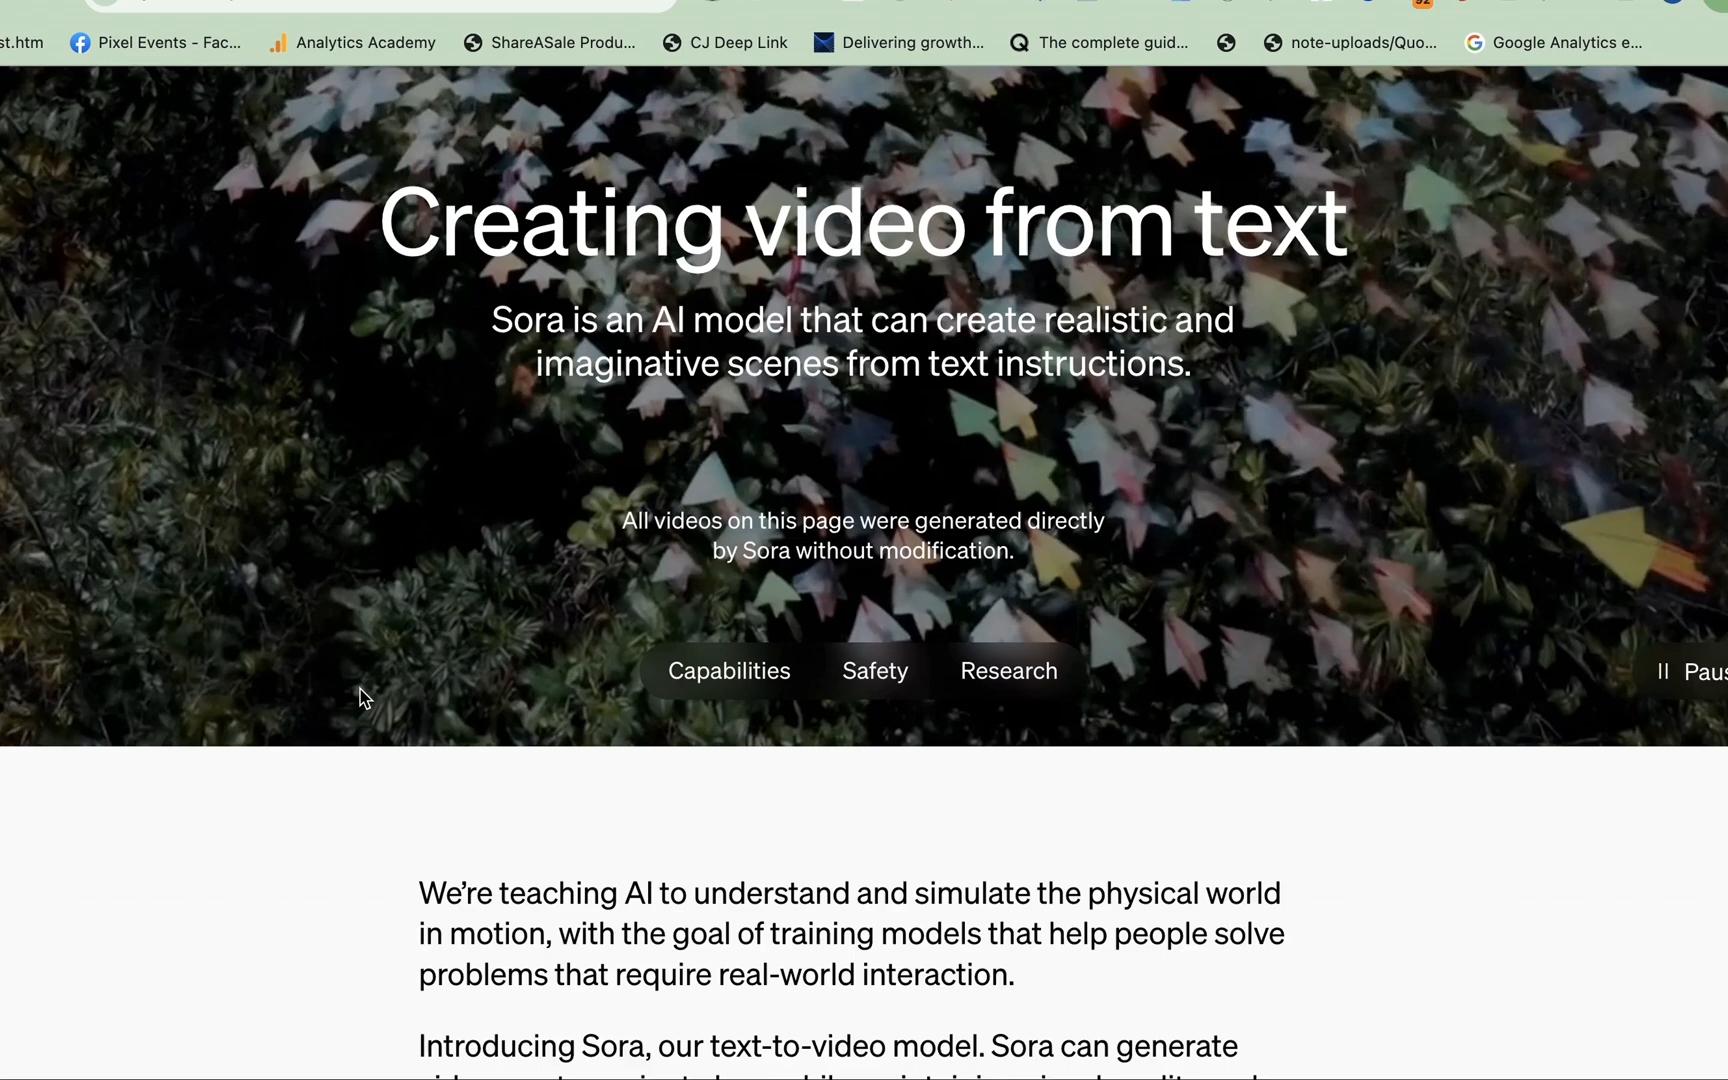 st.htm Pixel Events - Fac... Analytics Academy ShareASale Produ... CJ Deep Link Delivering growth... The complete guid... note-uploads/Quo... Google Analytics e...
Creating video from text
Sora is an AI model that can create realistic and
imaginative scenes from text instructions.
All videos on this page were generated directly
by Sora without modification.
Capabilities Safety Research
Paus
We’re teaching AI to understand and simulate the physical world
in motion, with the goal of training models that help people solve
problems that require real-world interaction.
Introducing Sora, our text-to-video model. Sora can generate